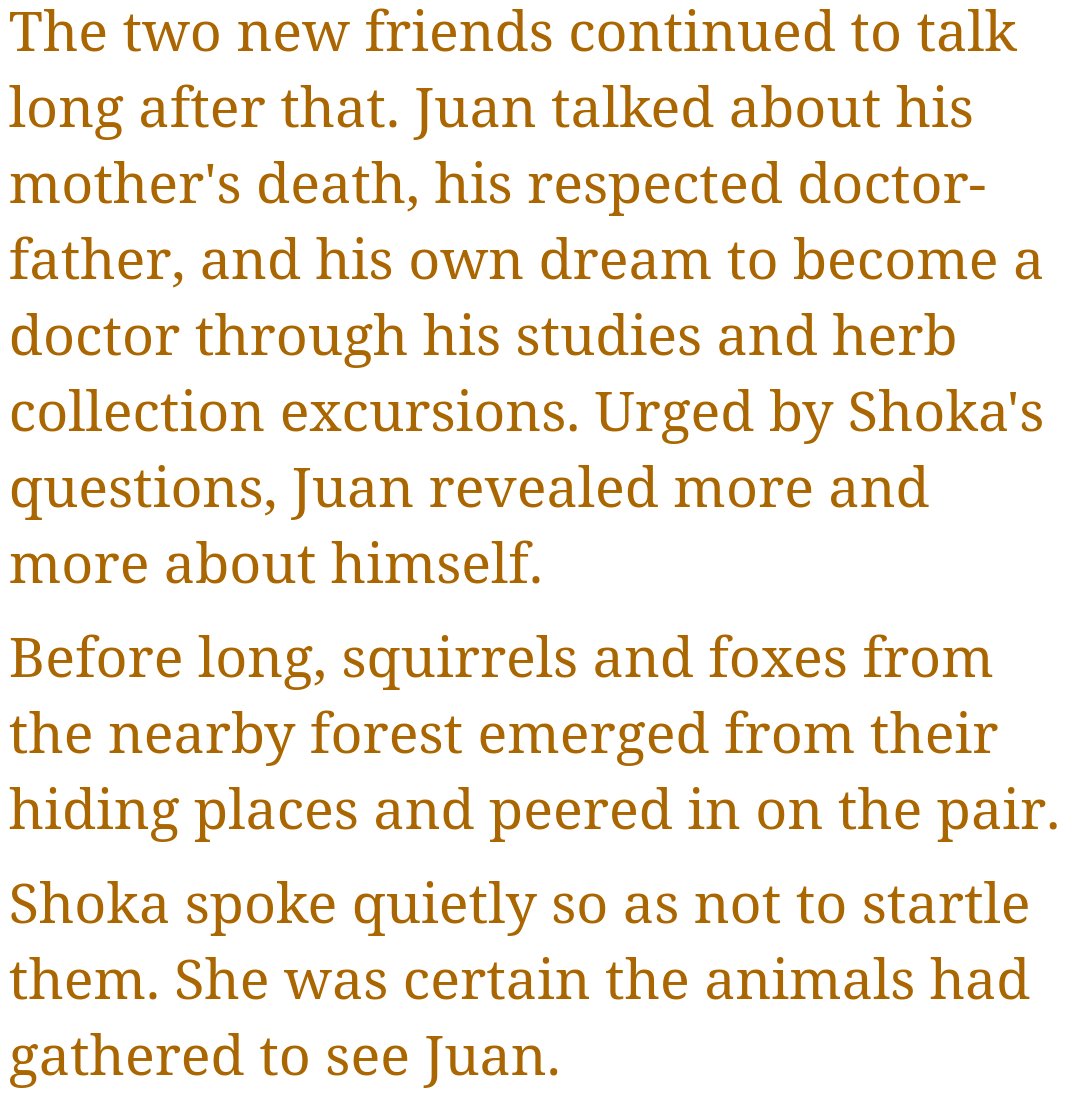 The two new friends continued to talk
long after that. Juan talked about his
mother's death, his respected doctor-
father, and his own dream to become a
doctor through his studies and herb
collection excursions. Urged by Shoka's
questions, Juan revealed more and
more about himself.
Before long, squirrels and foxes from
the nearby forest emerged from their
hiding places and peered in on the pair.
Shoka spoke quietly so as not to startle
them. She was certain the animals had
gathered to see Juan.